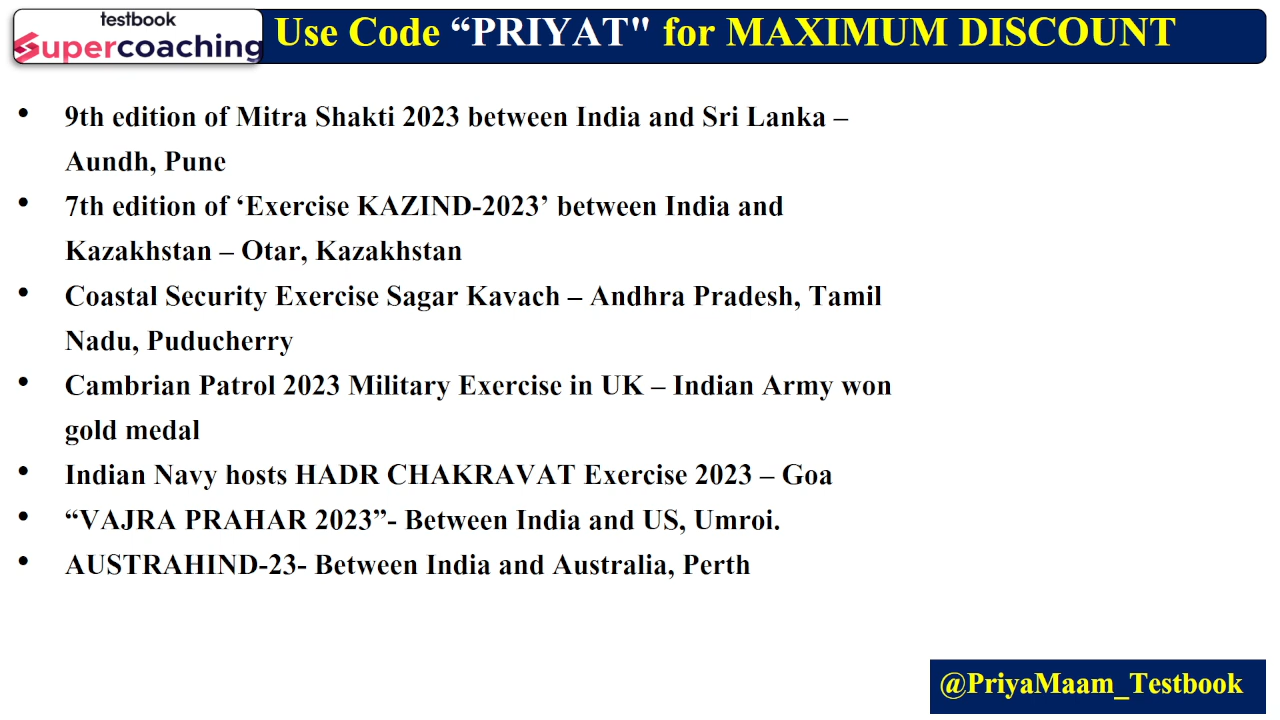 testbook
Supercoaching
Use Code “PRIYAT" for MAXIMUM DISCOUNT
• 9th edition of Mitra Shakti 2023 between India and Sri Lanka –
Aundh, Pune
• 7th edition of ‘Exercise KAZIND-2023’ between India and
Kazakhstan – Otar, Kazakhstan
• Coastal Security Exercise Sagar Kavach – Andhra Pradesh, Tamil
Nadu, Puducherry
• Cambrian Patrol 2023 Military Exercise in UK – Indian Army won
gold medal
• Indian Navy hosts HADR CHAKRAVAT Exercise 2023 – Goa
• “VAJRA PRAHAR 2023”- Between India and US, Umroi.
• AUSTRAHIND-23- Between India and Australia, Perth
@PriyaMaam_Testbook